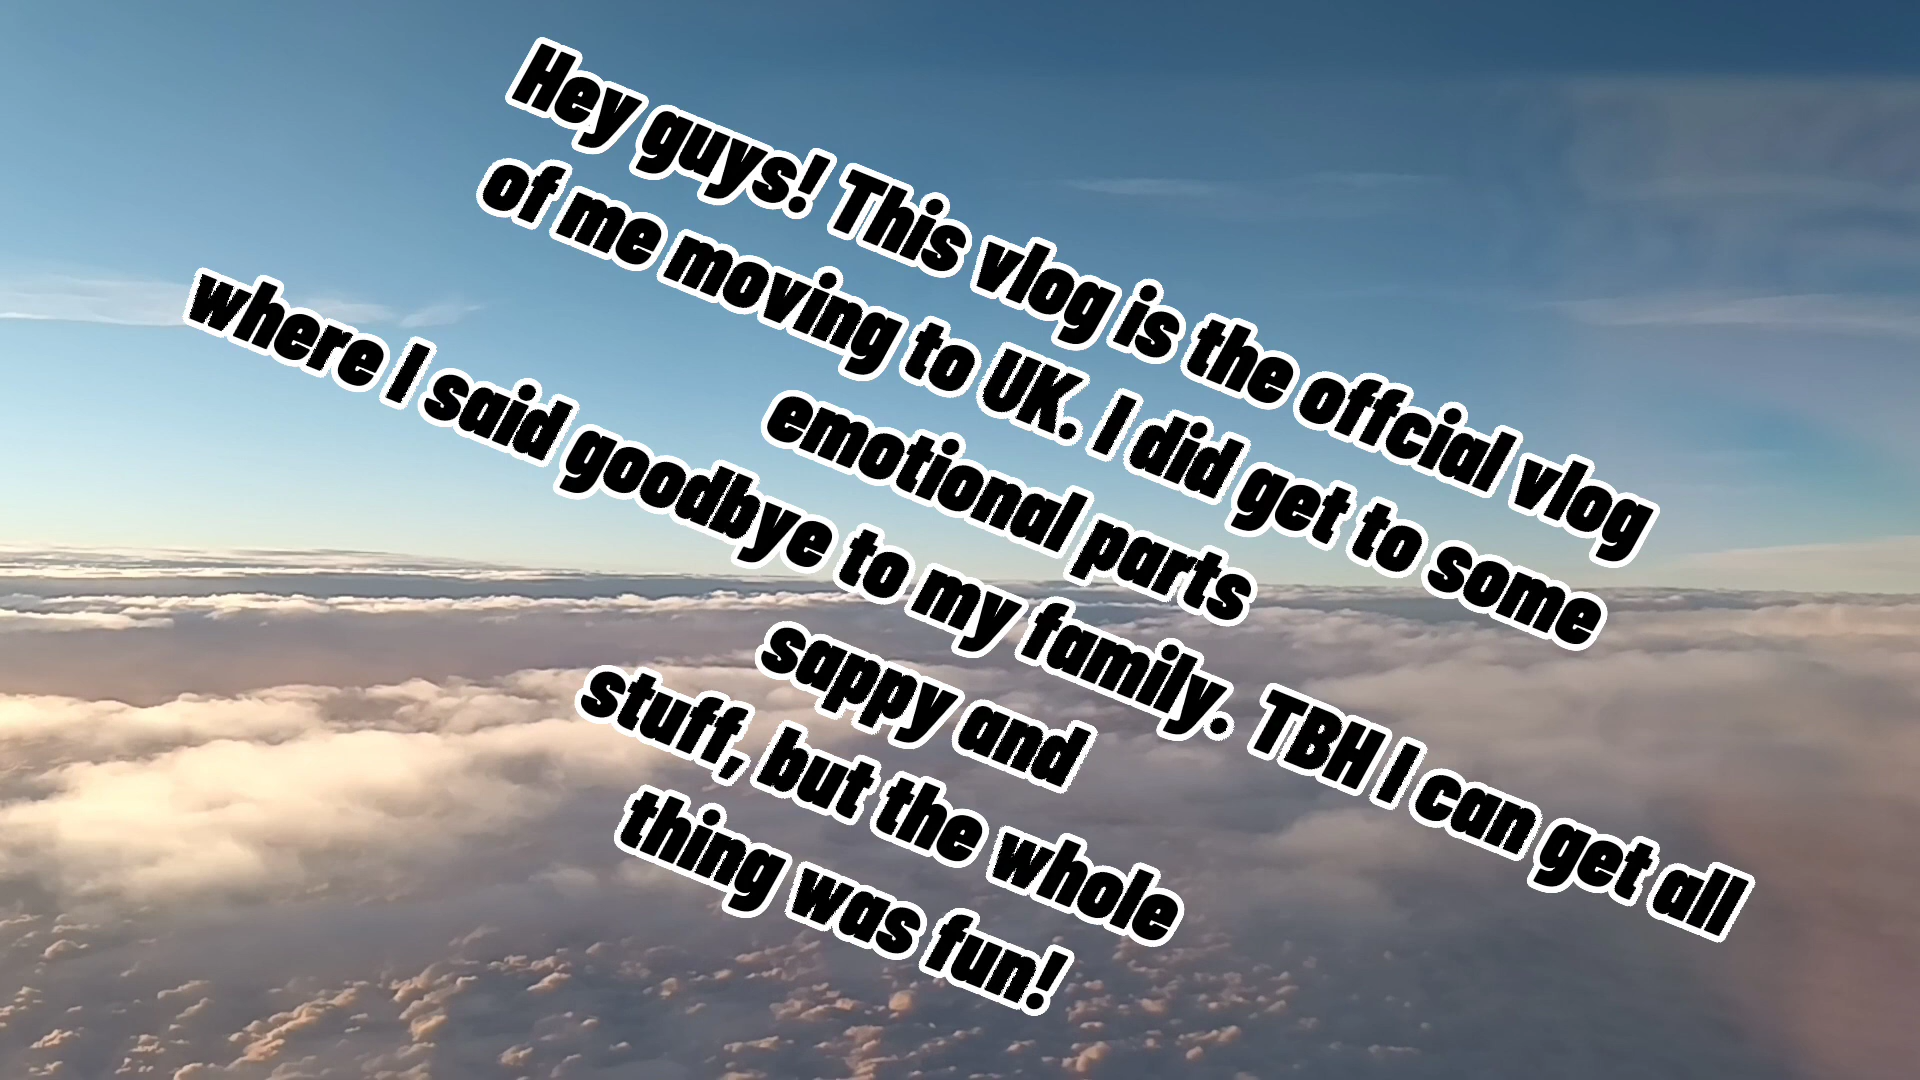 Hey guys! This vlog is the offcial vlog
of me moving to UK. I did get to some
emotional parts
where I said goodbye to my family. TBH I can get all
sappy and
stuff, but the whole
thing was fun!